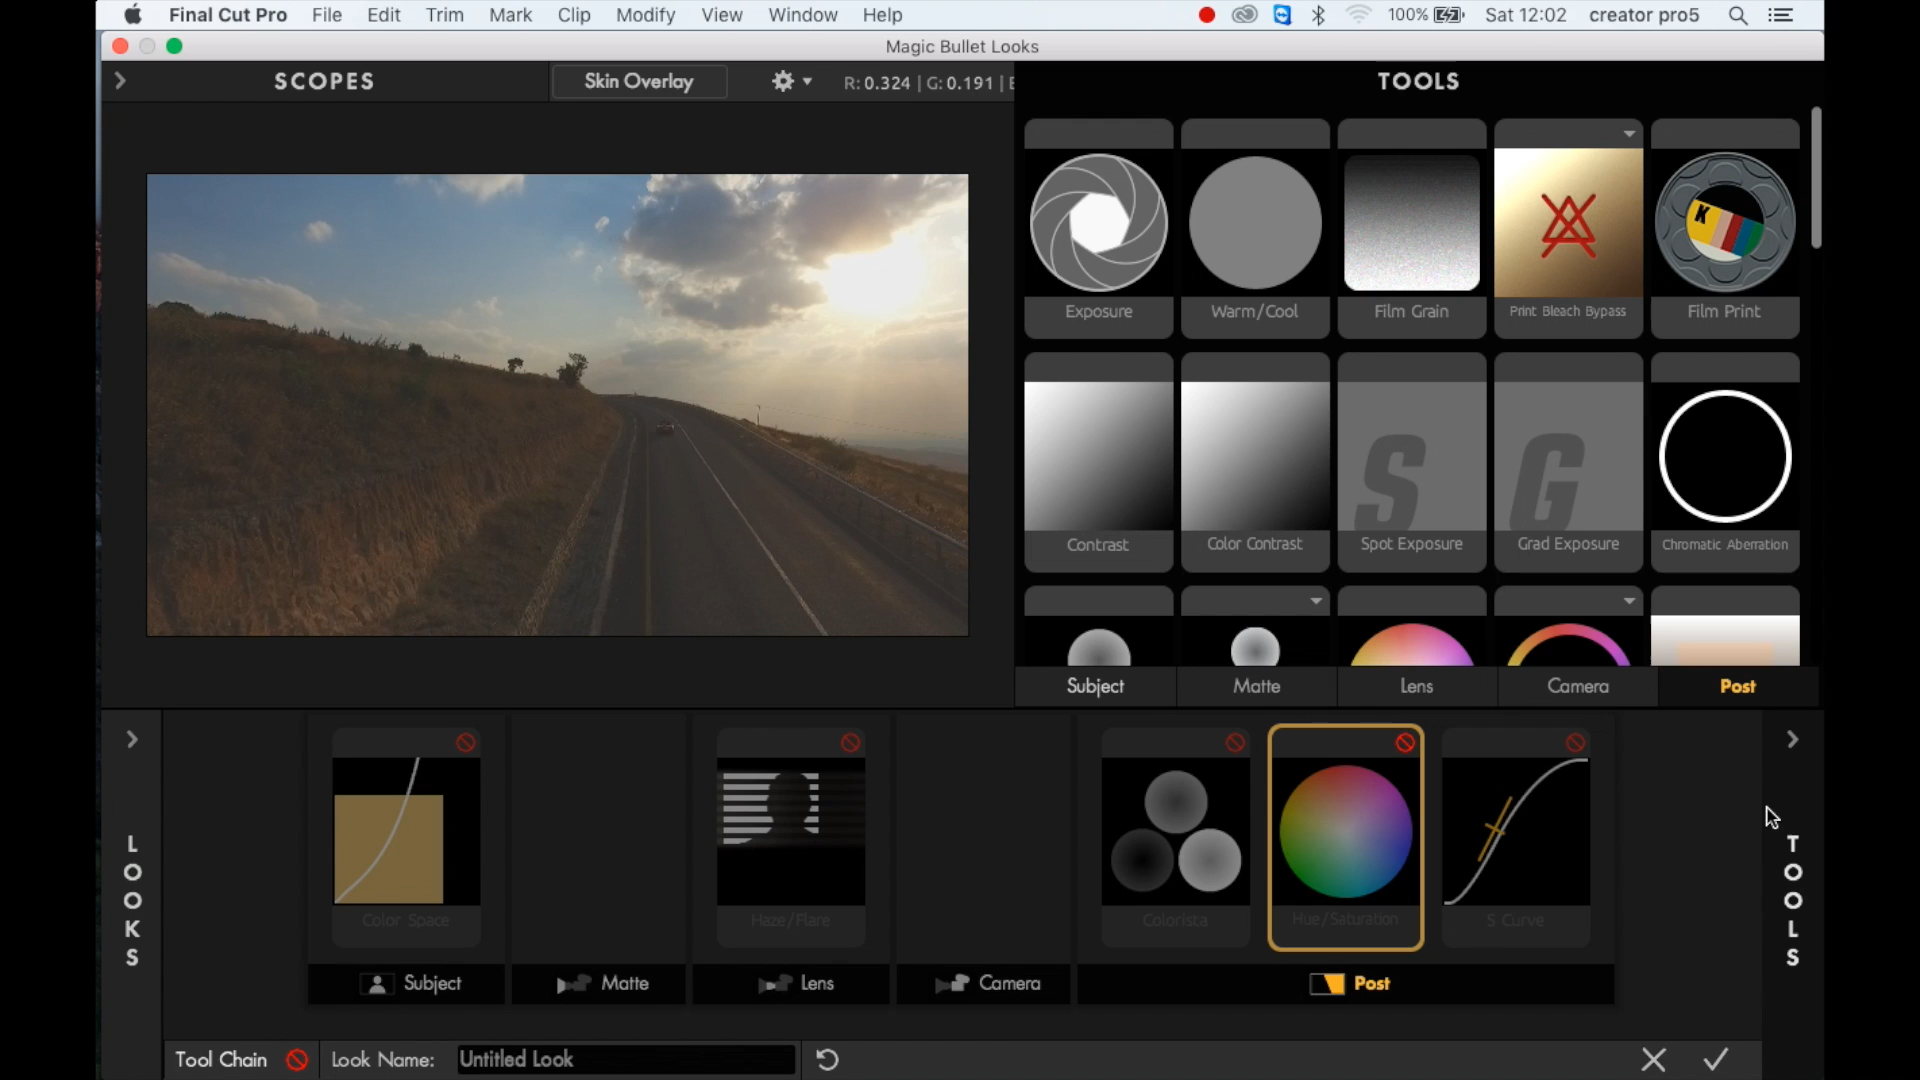 Final Cut Pro File Edit Trim Mark Clip Modify View Window Help 100% Sat 12:02 creator pro5
Magic Bullet Looks
SCOPES Skin Overlay R: 0.324 | G: 0.191 | TOOLS
Exposure Warm/Cool Film Grain Print Bleach Bypass Film Print
K
S G
Contrast Color Contrast Spot Exposure Grad Exposure Chromatic Aberration
Subject Matte Lens Camera Post
Color Space Haze/Flare Colorista Hue/Saturation S Curve
LOOKS
TOOLS
Subject Matte Lens Camera Post
Tool Chain Look Name: Untitled Look